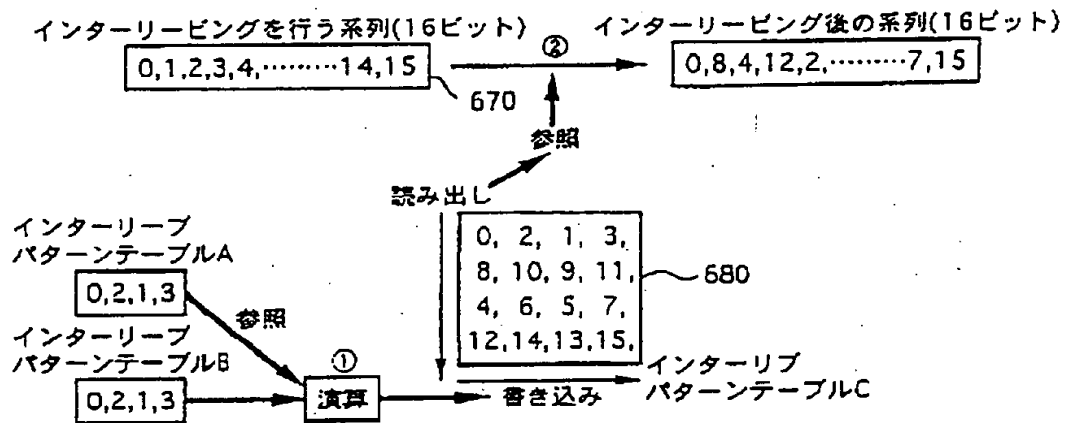 インターリービングを行う系列(16ビット)
0,1,2,3,4,………14,15
670
②
インターリービング後の系列(16ビット)
0,8,4,12,2,………7,15
参照
読み出し
0, 2, 1, 3,
8, 10, 9, 11,
4, 6, 5, 7,
12,14,13,15,
680
インターリーブ
パターンテーブルA
0,2,1,3
参照
インターリーブ
パターンテーブルB
0,2,1,3
①
演算
書き込み
インターリブ
パターンテーブルC